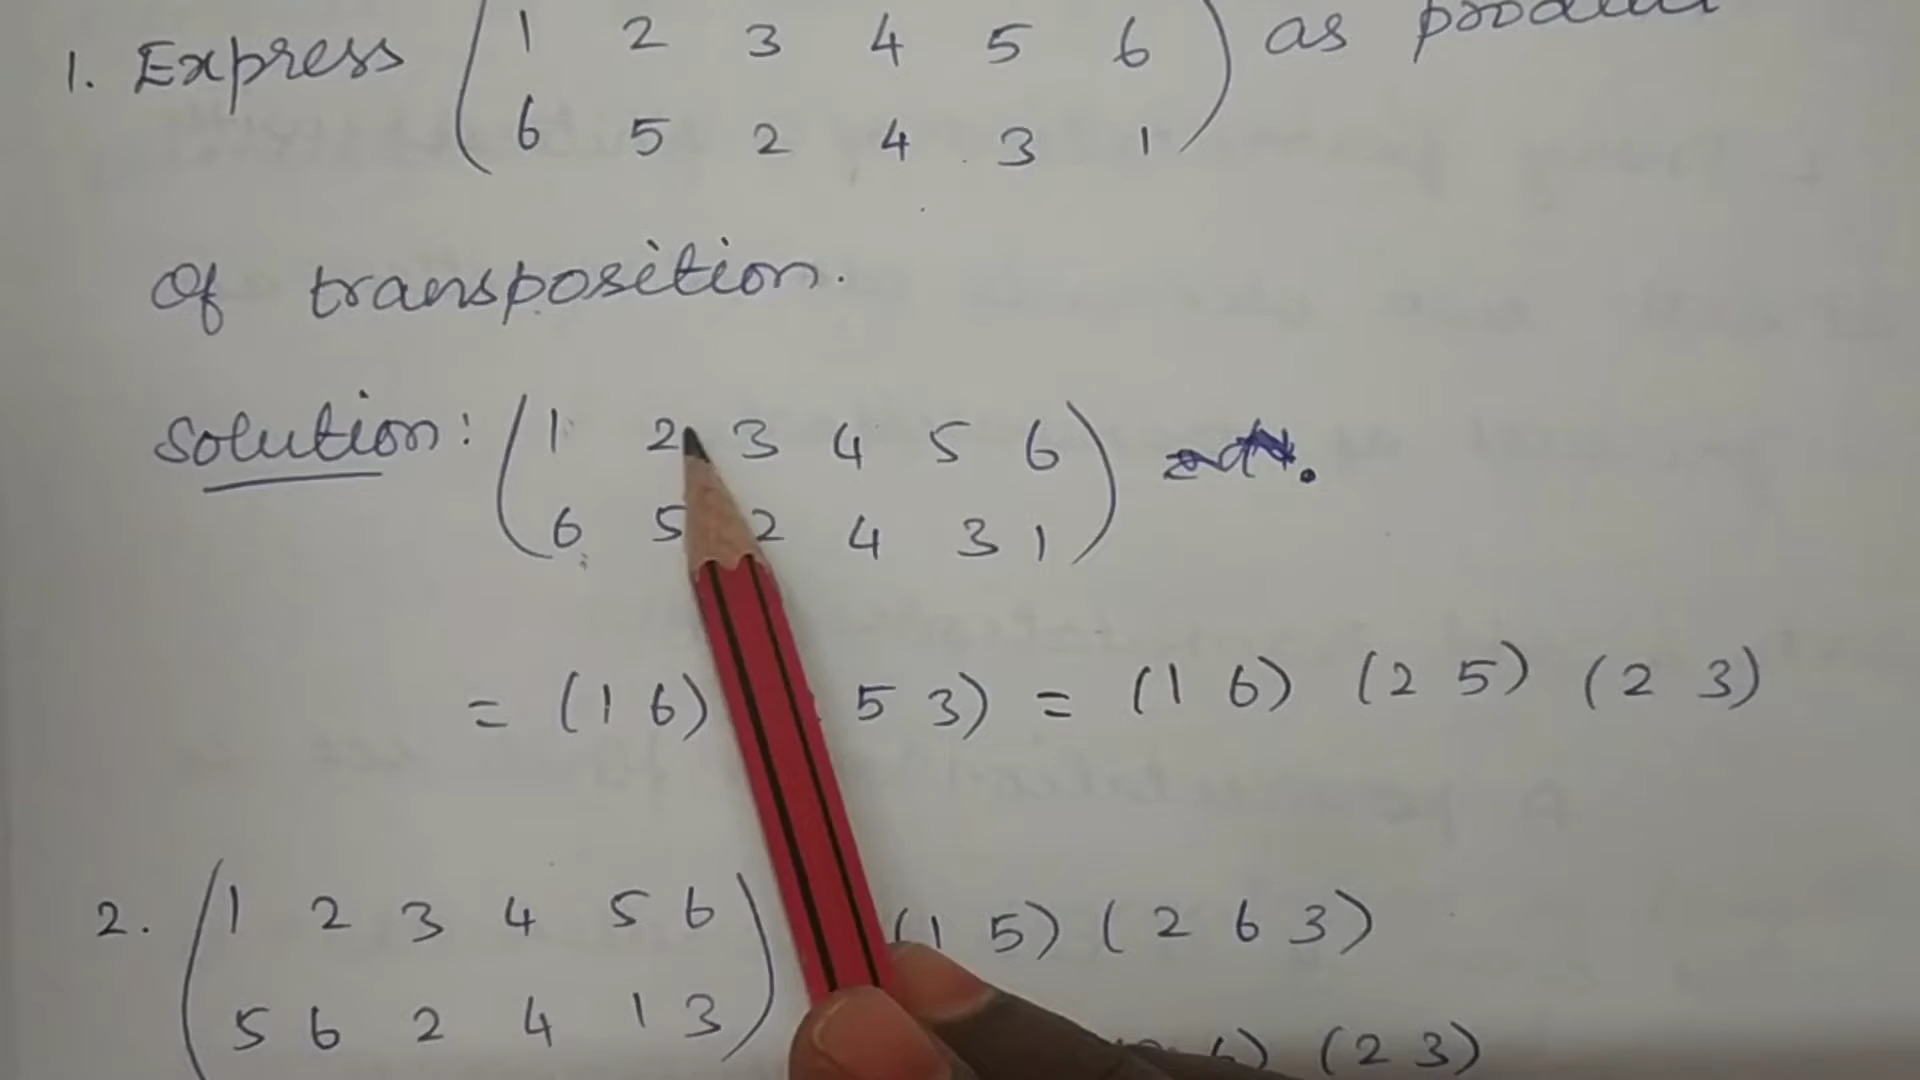 1. Express ( 1 2 3 4 5 6 ) as
6 5 2 4 3 1
Of transposition.
Solution: ( 1 2 3 4 5 6 )
6 5 2 4 3 1
= (1 6) 5 3) = (1 6) (2 5) (2 3)
2. ( 1 2 3 4 5 6 ) (1 5) (2 6 3)
5 6 2 4 1 3
6) (2 3)